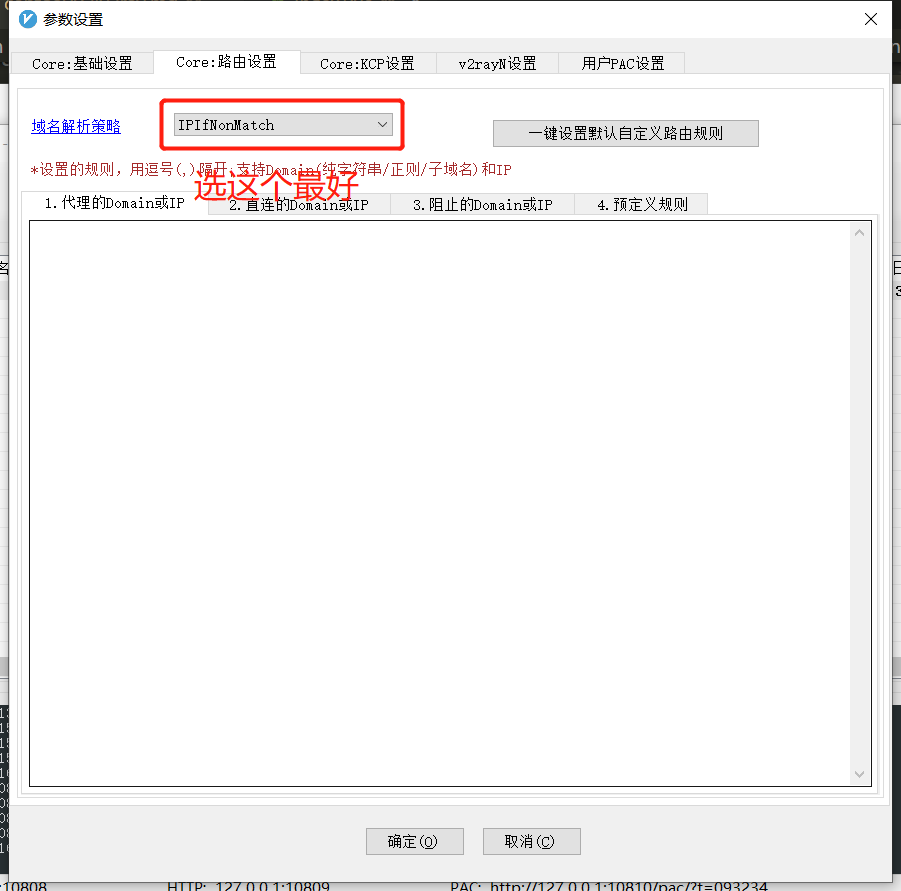 参数设置
Core:基础设置 Core:路由设置 Core:KCP设置 v2rayN设置 用户PAC设置
域名解析策略 IPIfNonMatch 一键设置默认自定义路由规则
*设置的规则，用逗号(,)隔开;支持Domain(纯字符串/正则/子域名)和IP
选这个最好
1.代理的Domain或IP 2.直连的Domain或IP 3.阻止的Domain或IP 4.预定义规则
确定(O) 取消(C)
:10808 HTTP: 127.0.0.1:10809 PAC: http://127.0.0.1:10810/pac/?t=093234